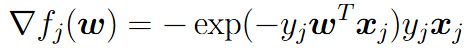 ∇f_j(𝒘) = − exp(−y_j 𝒘^T 𝒙_j) y_j 𝒙_j